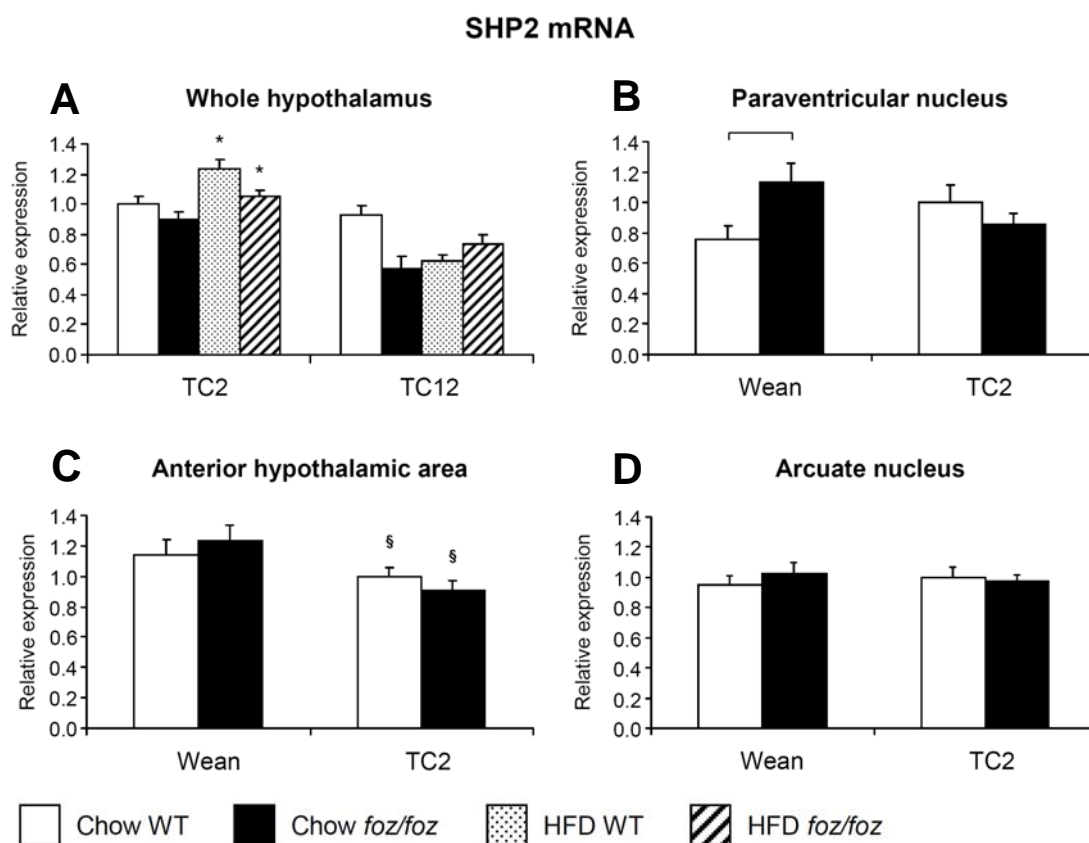 SHP2 mRNA
A
Whole hypothalamus
Relative expression
1.4
1.2
1.0
0.8
0.6
0.4
0.2
0.0
*
*
TC2
TC12
B
Paraventricular nucleus
Relative expression
1.4
1.2
1.0
0.8
0.6
0.4
0.2
0.0
Wean
TC2
C
Anterior hypothalamic area
Relative expression
1.4
1.2
1.0
0.8
0.6
0.4
0.2
0.0
§
§
Wean
TC2
D
Arcuate nucleus
Relative expression
1.4
1.2
1.0
0.8
0.6
0.4
0.2
0.0
Wean
TC2
Chow WT
Chow foz/foz
HFD WT
HFD foz/foz